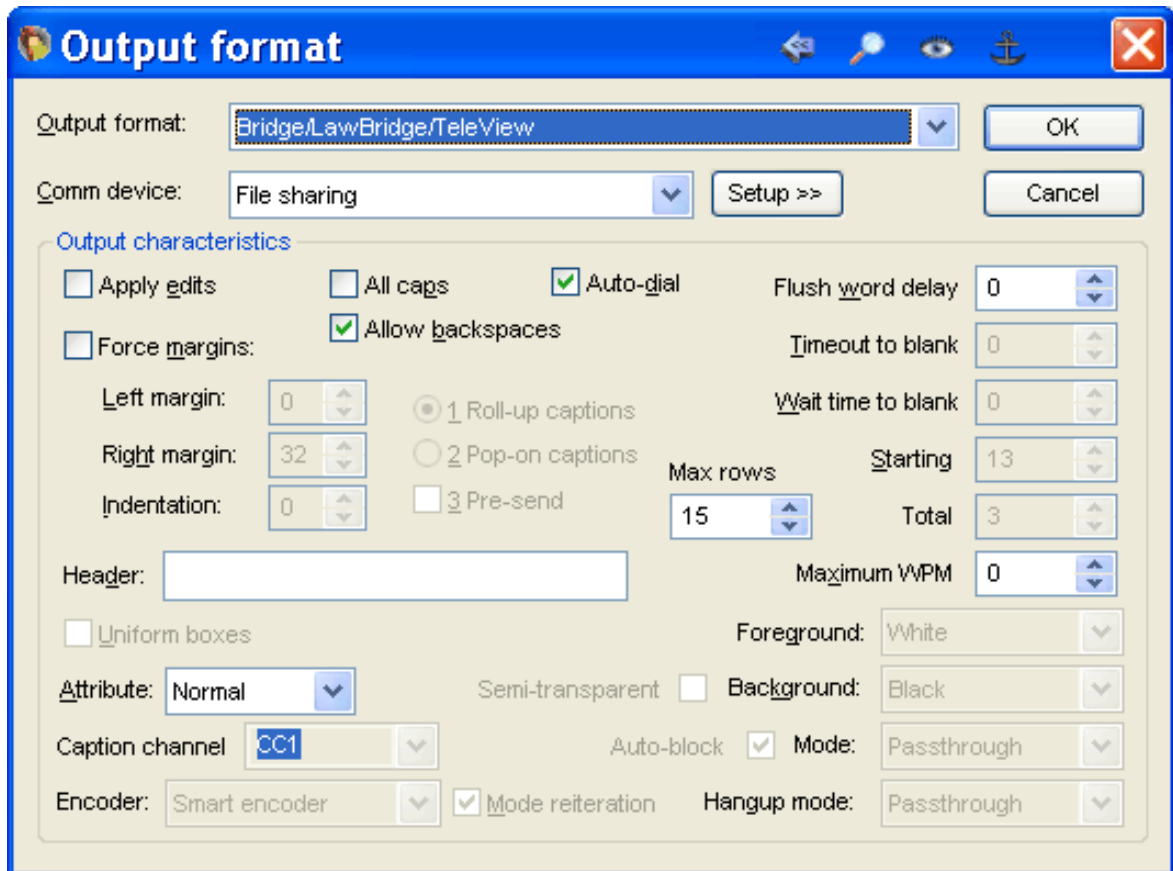 Output format
Output format: Bridge/LawBridge/TeleView OK
Comm device: File sharing Setup >> Cancel
Output characteristics
Apply edits All caps Auto-dial Flush word delay 0
Force margins: Allow backspaces Timeout to blank 0
Left margin: 0 1 Roll-up captions Wait time to blank 0
Right margin: 32 2 Pop-on captions Max rows Starting 13
Indentation: 0 3 Pre-send 15 Total 3
Header: Maximum WPM 0
Uniform boxes Foreground: White
Attribute: Normal Semi-transparent Background: Black
Caption channel CC1 Auto-block Mode: Passthrough
Encoder: Smart encoder Mode reiteration Hangup mode: Passthrough